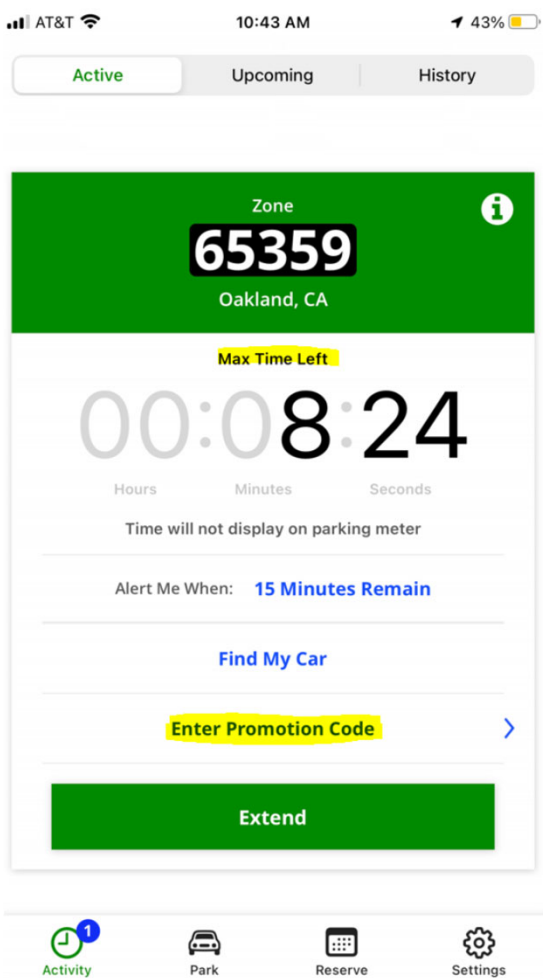 AT&T 10:43 AM 43%
Active Upcoming History
Zone
65359
Oakland, CA
Max Time Left
00:08:24
Hours Minutes Seconds
Time will not display on parking meter
Alert Me When: 15 Minutes Remain
Find My Car
Enter Promotion Code
Extend
1
Activity Park Reserve Settings